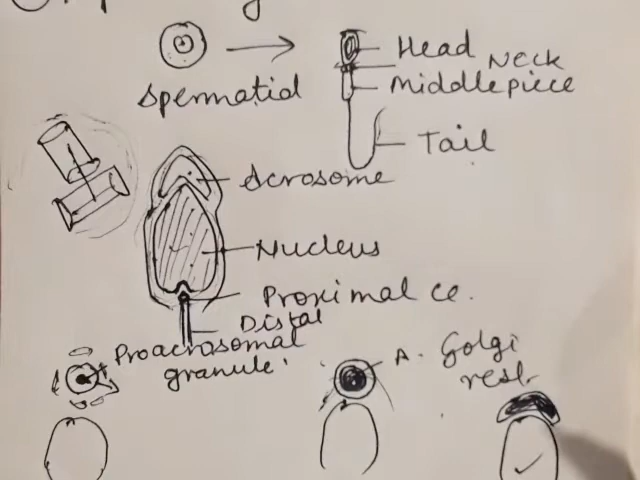 Spermatid
Head
Neck
Middlepiece
Tail
Acrosome
Nucleus
Proximal ce.
Distal
Proacrosomal
granule
A.
Golgi
rest.